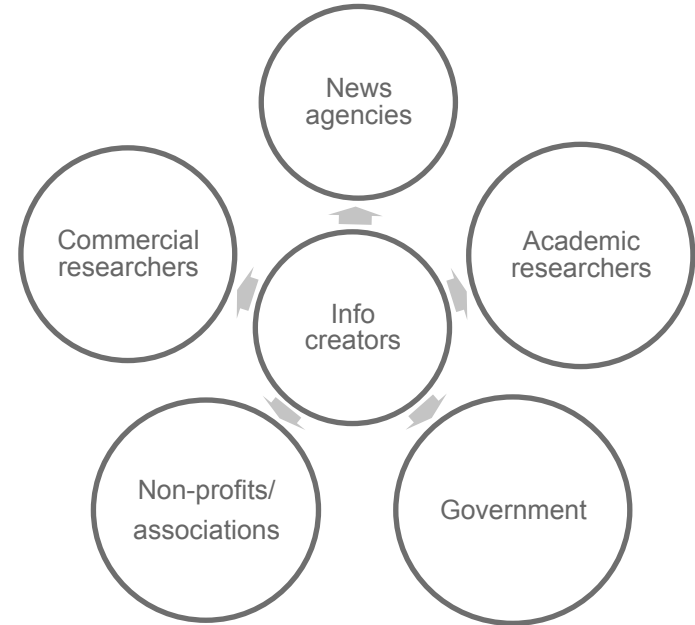 News
agencies
Commercial
researchers
Academic
researchers
Info
creators
Non-profits/
associations
Government